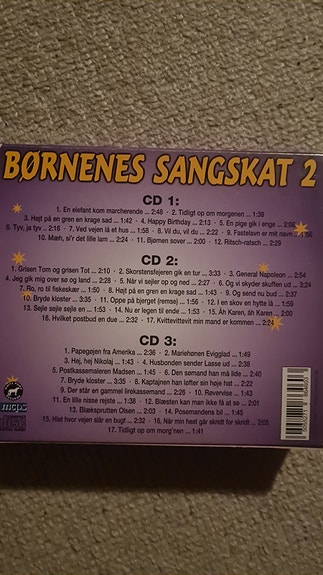 BØRNENES SANGSKAT 2
CD 1:
1. En elefant kom marcherende ... 2:48 · 2. Tidligt op om morgenen ... 1:39
3. Højt på en gren en krage sad ... 1:42 · 4. Happy Birthday ... 2:13 · 5. En pige gik i enge ... 2:08
6. Tyv, ja tyv ... 2:16 · 7. Ved vejen lå et hus ... 1:58 · 8. Vil du, vil du ... 2:22 · 9. Fastelavn er mit navn ... 1:56
10. Mæh, si'r det lille lam ... 2:24 · 11. Bjørnen sover ... 2:00 · 12. Ritsch-ratsch ... 2:29
CD 2:
1. Grisen Tom og grisen Tot ... 2:10 · 2. Skorstensfejeren gik en tur ... 3:33 · 3. General Napoleon ... 2:54
4. Jeg gik mig over sø og land ... 2:28 · 5. Når vi sejler op og ned ... 2:27 · 6. Og vi skyder skuffen ud ... 2:24
7. Ro, ro til fiskeskær ... 1:50 · 8. Højt på en gren en krage sad ... 1:43 · 9. Og send nu bud ... 2:37
10. Bryde kloster ... 3:35 · 11. Oppe på bjerget (remse) ... 1:56 · 12. I en skov en hytte lå ... 1:59
13. Sejle sejle sejle en ... 1:53 · 14. Nu er legen til ende ... 1:53 · 15. Åh Karen, åh Karen ... 2:00
16. Hvilket postbud en due ... 2:32 · 17. Kvittevittevit min mand er kommen ... 2:24
CD 3:
1. Papegøjen fra Amerika ... 2:36 · 2. Mariehønen Evigglad ... 1:49
3. Hej, hej Nikolaj ... 1:43 · 4. Husbonden sender Lasse ud ... 3:38
5. Postkassemaleren Madsen ... 1:45 · 6. Den sømand han må lide ... 2:40
7. Bryde kloster ... 3:35 · 8. Kaptajnen han løfter sin høje hat ... 2:22
9. Der står en gammel lirekassemand ... 2:26 · 10. Revevrise ... 1:43
11. En lille nisse rejste ... 1:38 · 12. Blæsten kan man ikke få at se ... 2:01
13. Blæksprutten Olsen ... 2:03 · 14. Posemandens bil ... 1:45
15. Hist hvor vejen slår en bugt ... 2:32 · 16. Når min hest går skridt for skridt ... 2:05
17. Tidligt op om morg'nen ... 1:41
mcps